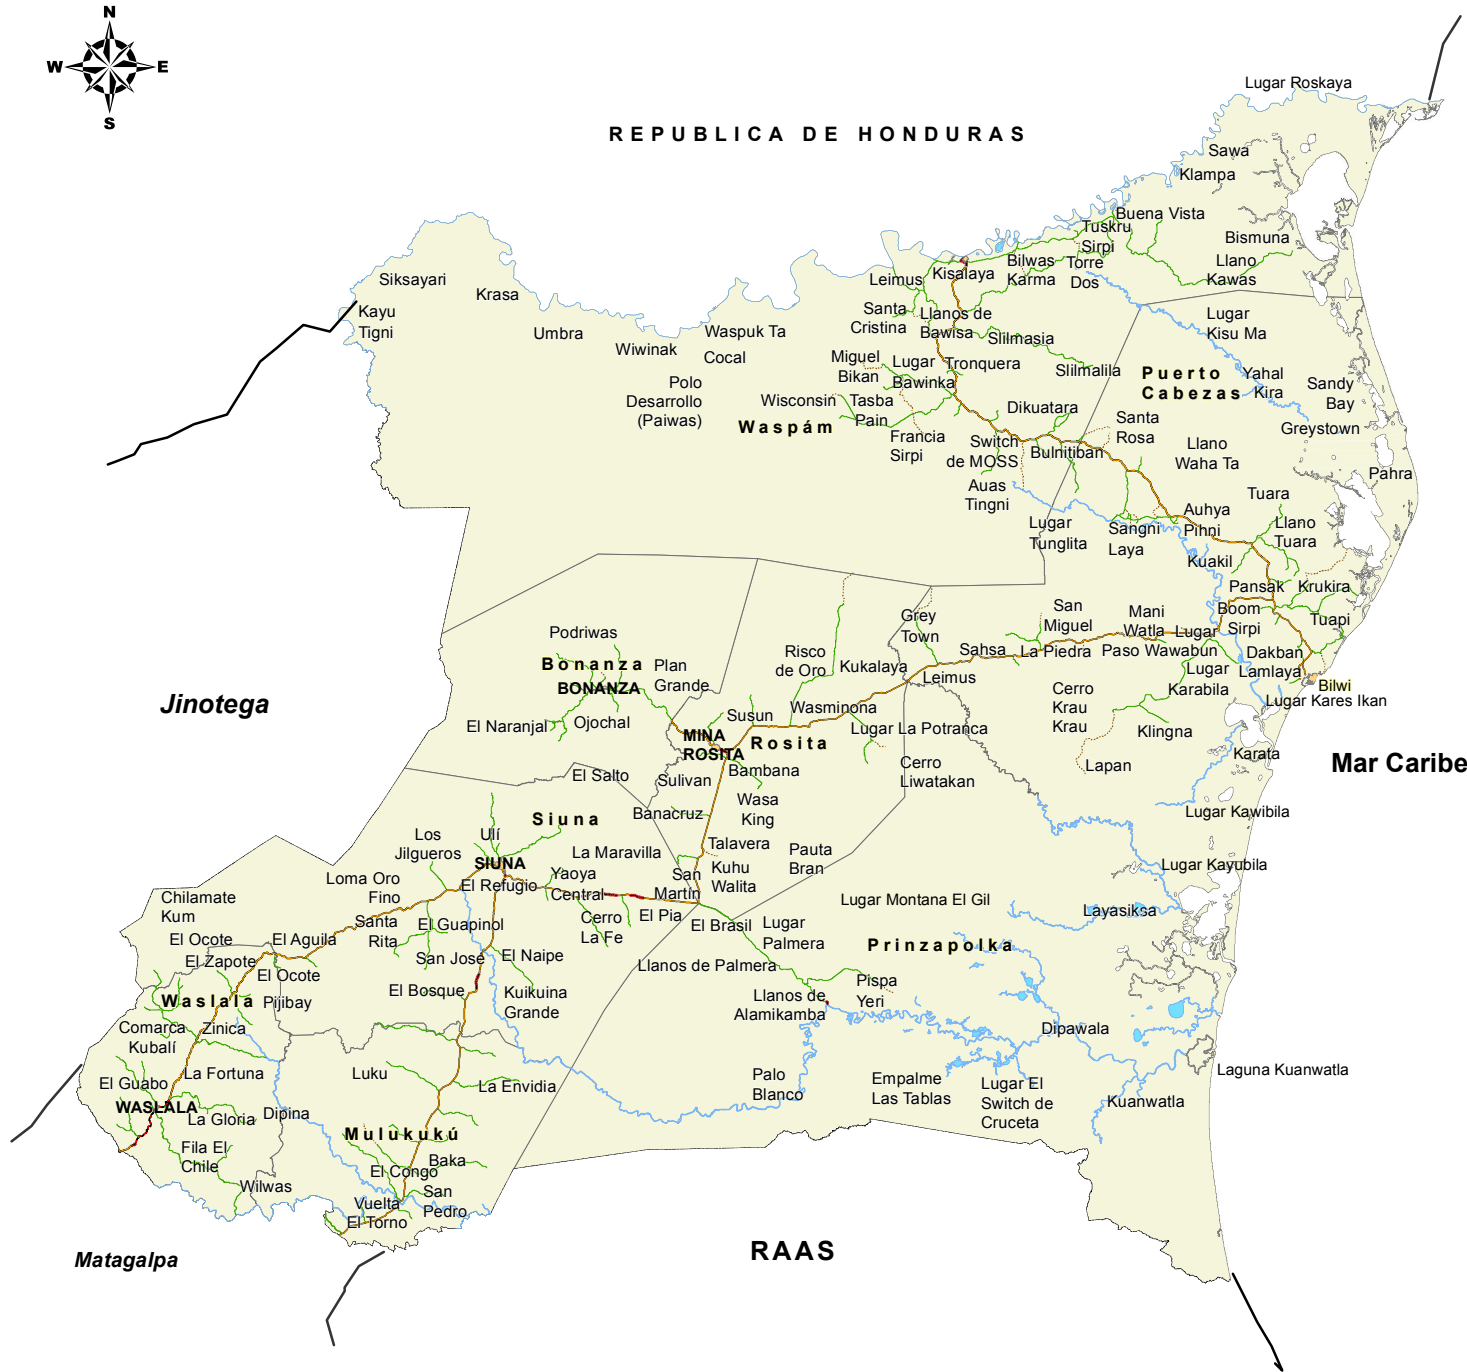 N
W
E
S
Lugar Roskaya
REPUBLICA DE HONDURAS
Sawa
Klampa
Buena Vista
Tuskru
Sirpi
Bismuna
Llano
Kawas
Siksayari
Krasa
Kayu
Tigni
Umbra
Wiwinak
Waspuk Ta
Cocal
Polo
Desarrollo
(Paiwas)
Leimus
Kisalaya
Bilwas
Karma
Torre
Dos
Santa
Cristina
Llanos de
Bawisa
Slilmasia
Miguel
Bikan
Lugar
Bawinka
Tronquera
Slilmalila
Lugar
Kisu Ma
Puerto
Cabezas
Yahal
Kira
Sandy
Bay
Greystown
Wisconsin
Tasba
Pain
Waspám
Dikuatara
Francia
Sirpi
Switch
de MOSS
Bulnitiban
Santa
Rosa
Llano
Waha Ta
Pahra
Auas
Tingni
Tuara
Lugar
Tunglita
Sangni
Laya
Auhya
Pihni
Llano
Tuara
Kuakil
Pansak
Krukira
Boom
Sirpi
Tuapi
Grey
Town
San
Miguel
Mani
Watla
Lugar
Paso Wawabun
Podriwas
Bonanza
BONANZA
Plan
Grande
Risco
de Oro
Kukalaya
Sahsa
La Piedra
Dakban
Lamlaya
Lugar
Karabila
Bilwi
Lugar Kares Ikan
Leimus
Cerro
Krau
Krau
Klingna
Jinotega
El Naranjal
Ojochal
Susun
Wasminona
MINA
ROSITA
Rosita
Lugar La Potranca
Karata
Mar Caribe
El Salto
Sulivan
Bambana
Cerro
Liwatakan
Lapan
Wasa
King
Banacruz
Lugar Kawibila
Siuna
Los
Jilgueros
Ulí
SIUNA
La Maravilla
Talavera
Pauta
Bran
Lugar Kayubila
Loma Oro
Fino
El Refugio
Yaoya
Central
San
Martín
Kuhu
Walita
Chilamate
Kum
Santa
Rita
El Guapinol
Cerro
La Fe
El Pia
El Brasil
Lugar
Palmera
Lugar Montana El Gil
Layasiksa
El Ocote
El Aguila
Prinzapolka
El Zapote
El Ocote
San José
El Naipe
Llanos de Palmera
Waslala
Pijibay
El Bosque
Kuikuina
Grande
Llanos de
Alamikamba
Pispa
Yeri
Comarca
Kubalí
Zinica
Dipawala
El Guabo
La Fortuna
Luku
La Envidia
Palo
Blanco
Empalme
Las Tablas
Lugar El
Switch de
Cruceta
Kuanwatla
Laguna Kuanwatla
WASLALA
La Gloria
Dipina
Mulukukú
Fila El
Chile
El Congo
Baka
Wilwas
San
Pedro
Vuelta
El Torno
Matagalpa
RAAS